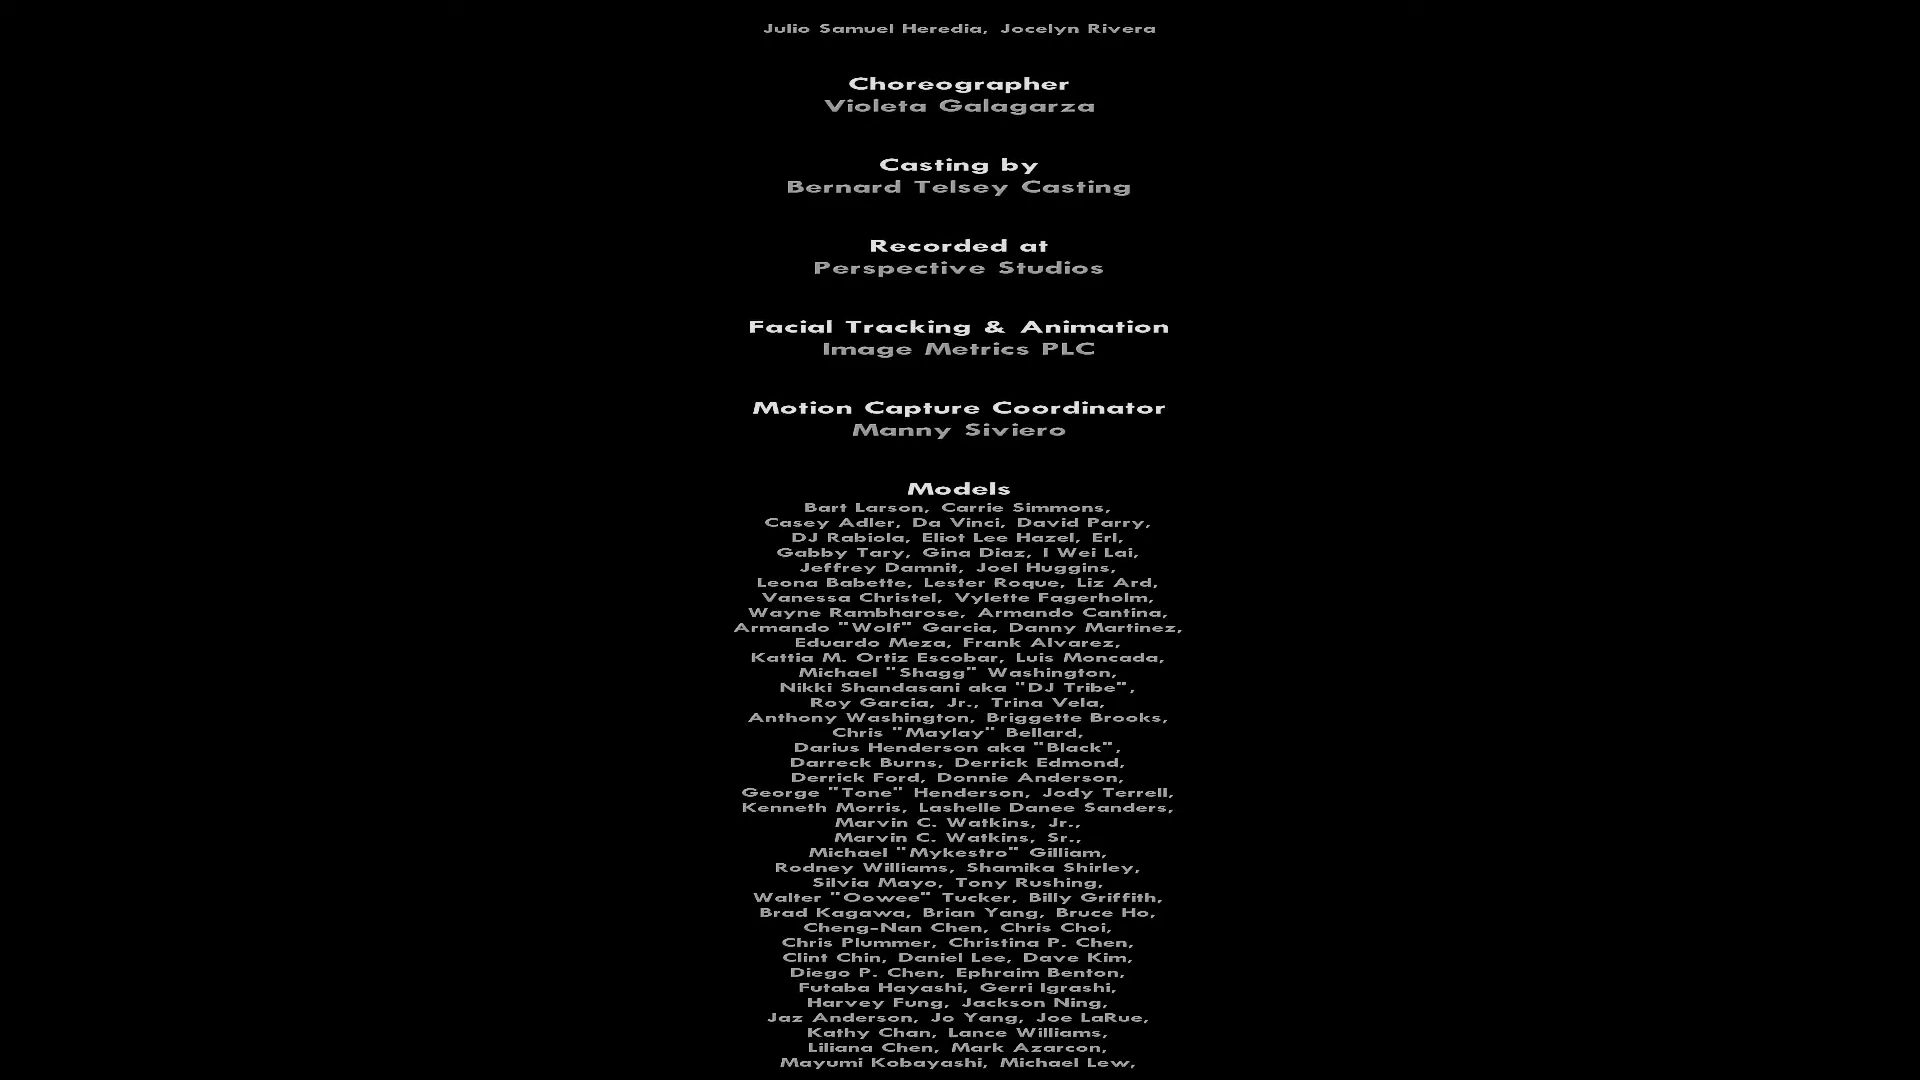 Julio Samuel Heredia, Jocelyn Rivera
Choreographer
Violeta Galagarza
Casting by
Bernard Telsey Casting
Recorded at
Perspective Studios
Facial Tracking & Animation
Image Metrics PLC
Motion Capture Coordinator
Manny Siviero
Models
Bart Larson, Carrie Simmons,
Casey Adler, Da Vinci, David Parry,
DJ Rabiola, Eliot Lee Hazel, Erl,
Gabby Tary, Gina Diaz, I Wei Lai,
Jeffrey Damnit, Joel Huggins,
Leona Babette, Lester Roque, Liz Ard,
Vanessa Christel, Vylette Fagerholm,
Wayne Rambharose, Armando Cantina,
Armando "Wolf" Garcia, Danny Martinez,
Eduardo Meza, Frank Alvarez,
Kattia M. Ortiz Escobar, Luis Moncada,
Michael "Shagg" Washington,
Nikki Shandasani aka "DJ Tribe",
Roy Garcia, Jr., Trina Vela,
Anthony Washington, Briggette Brooks,
Chris "Maylay" Bellard,
Darius Henderson aka "Black",
Darreck Burns, Derrick Edmond,
Derrick Ford, Donnie Anderson,
George "Tone" Henderson, Jody Terrell,
Kenneth Morris, Lashelle Danee Sanders,
Marvin C. Watkins, Jr.,
Marvin C. Watkins, Sr.,
Michael "Mykestro" Gilliam,
Rodney Williams, Shamika Shirley,
Silvia Mayo, Tony Rushing,
Walter "Oowee" Tucker, Billy Griffith,
Brad Kagawa, Brian Yang, Bruce Ho,
Cheng-Nan Chen, Chris Choi,
Chris Plummer, Christina P. Chen,
Clint Chin, Daniel Lee, Dave Kim,
Diego P. Chen, Ephraim Benton,
Futaba Hayashi, Gerri Igrashi,
Harvey Fung, Jackson Ning,
Jaz Anderson, Jo Yang, Joe LaRue,
Kathy Chan, Lance Williams,
Liliana Chen, Mark Azarcon,
Mayumi Kobayashi, Michael Lew,